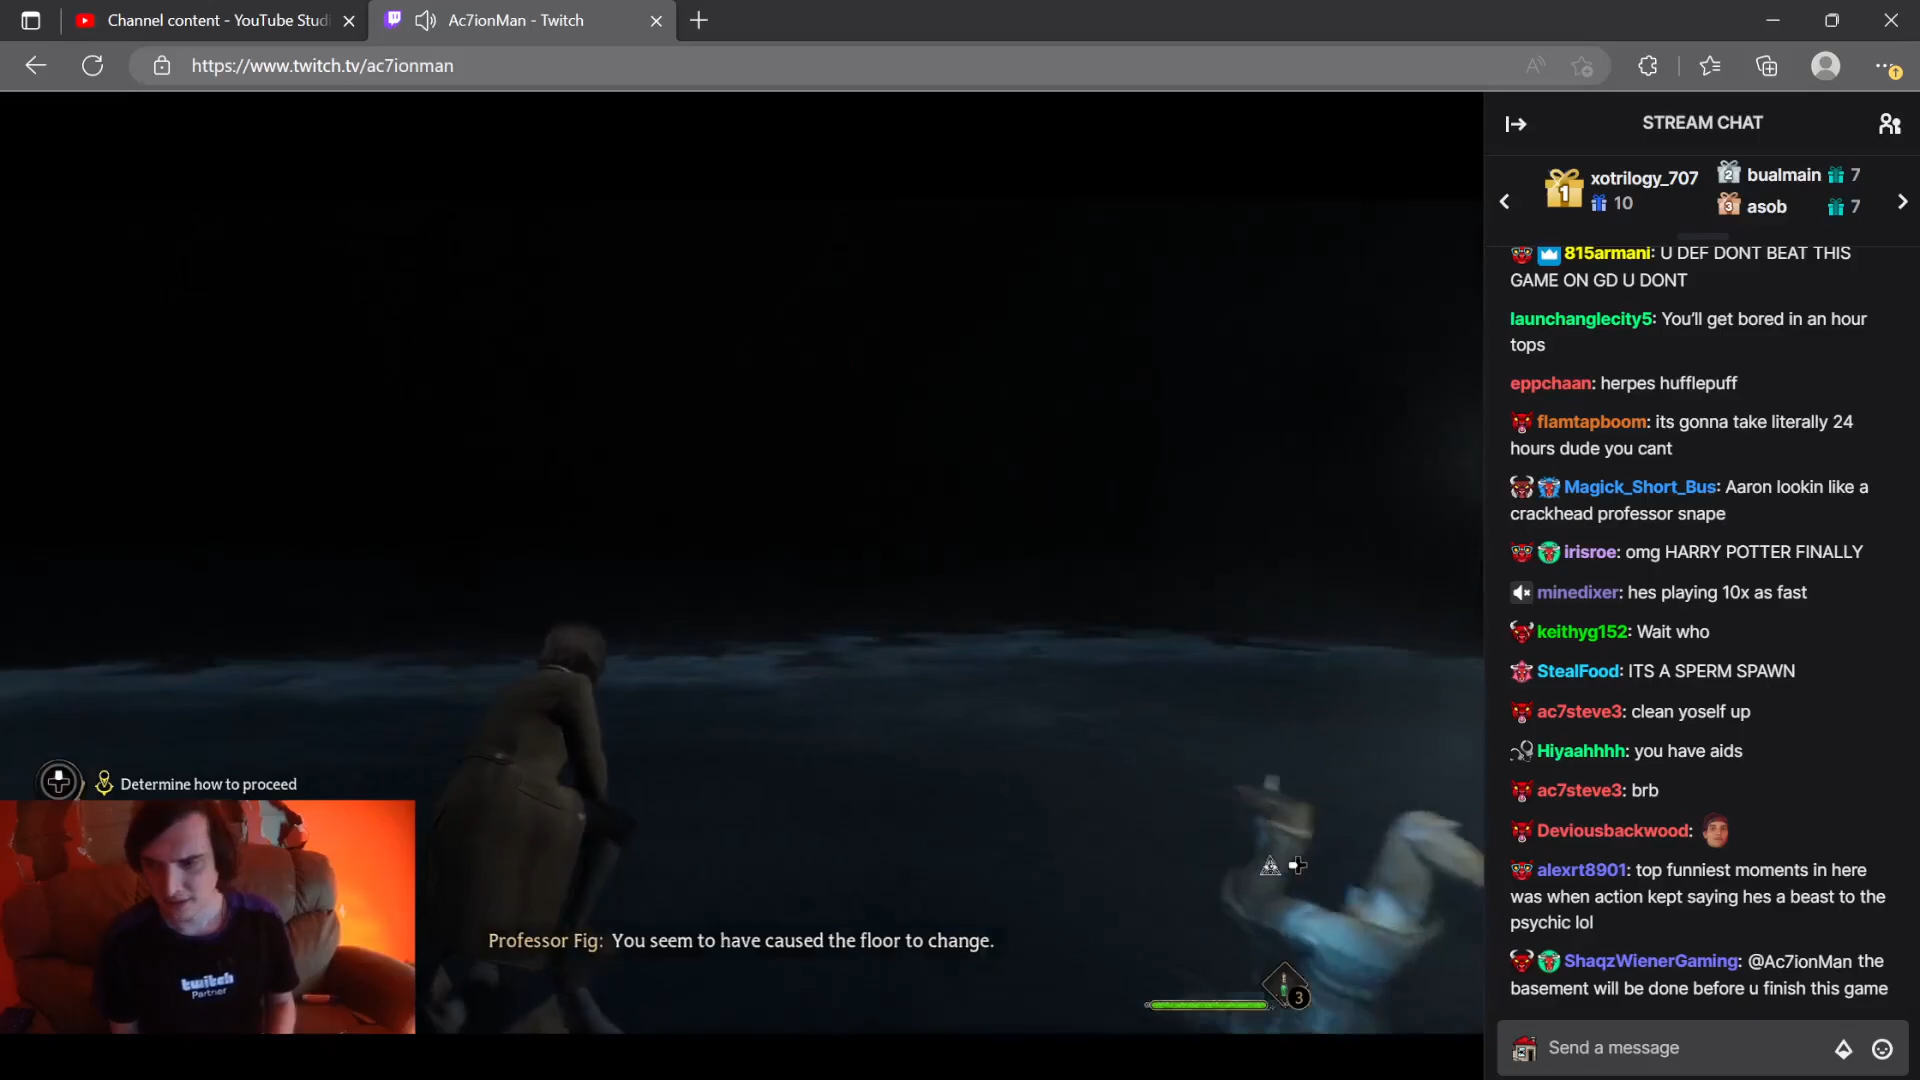 Channel content - YouTube Studi
Ac7ionMan - Twitch
https://www.twitch.tv/ac7ionman
STREAM CHAT
1 xotrilogy_707
10
2 bualmain 7
3 asob 7
815armani: U DEF DONT BEAT THIS
GAME ON GD U DONT
launchanglecity5: You'll get bored in an hour
tops
eppchaan: herpes hufflepuff
flamtapboom: its gonna take literally 24
hours dude you cant
Magick_Short_Bus: Aaron lookin like a
crackhead professor snape
irisroe: omg HARRY POTTER FINALLY
minedixer: hes playing 10x as fast
keithyg152: Wait who
StealFood: ITS A SPERM SPAWN
ac7steve3: clean yoself up
Hiyaahhhh: you have aids
ac7steve3: brb
Deviousbackwood:
alexrt8901: top funniest moments in here
was when action kept saying hes a beast to the
psychic lol
ShaqzWienerGaming: @Ac7ionMan the
basement will be done before u finish this game
Send a message
Determine how to proceed
twitch
Partner
Professor Fig: You seem to have caused the floor to change.
3